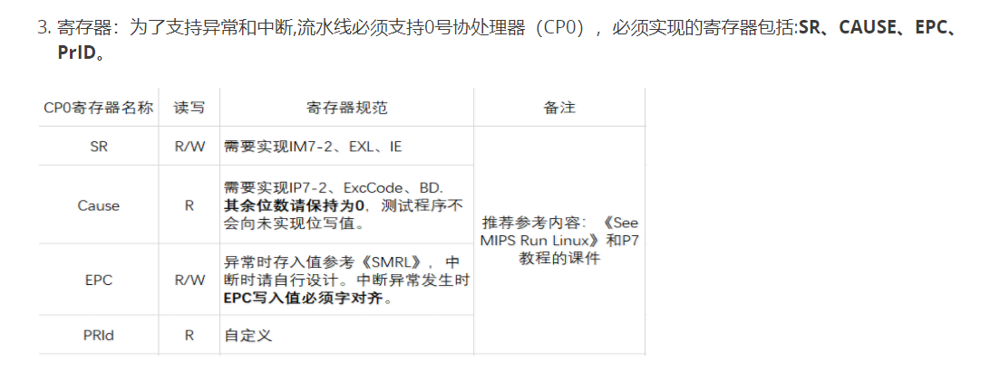 3. 寄存器：为了支持异常和中断,流水线必须支持0号协处理器（CP0），必须实现的寄存器包括:SR、CAUSE、EPC、
PrID。
CP0寄存器名称 读写 寄存器规范 备注
SR R/W 需要实现IM7-2、EXL、IE
Cause R 需要实现IP7-2、ExcCode、BD.
其余位数请保持为0，测试程序不
会向未实现位写值。
EPC R/W 异常时存入值参考《SMRL》，中
断时请自行设计。中断异常发生时
EPC写入值必须字对齐。
PRId R 自定义
推荐参考内容：《See
MIPS Run Linux》和P7
教程的课件